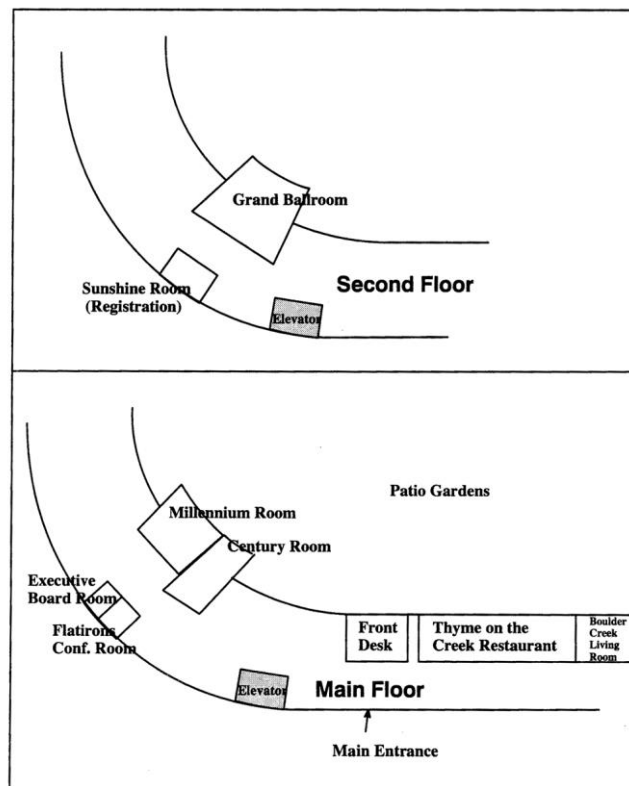 Grand Ballroom
Sunshine Room
(Registration)
Second Floor
Elevator
Patio Gardens
Millennium Room
Century Room
Executive
Board Room
Flatirons
Conf. Room
Front
Desk
Thyme on the
Creek Restaurant
Boulder
Creek
Living
Room
Elevator
Main Floor
Main Entrance